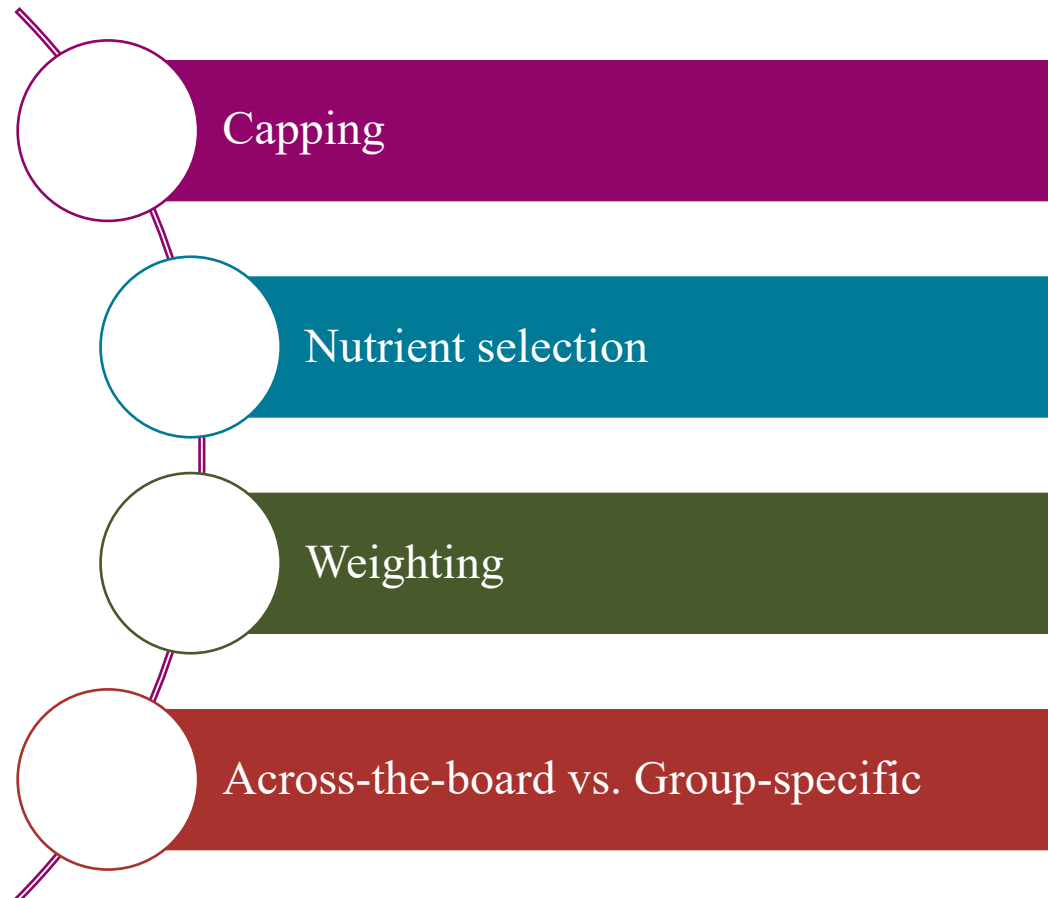 Capping
Nutrient selection
Weighting
Across-the-board vs. Group-specific